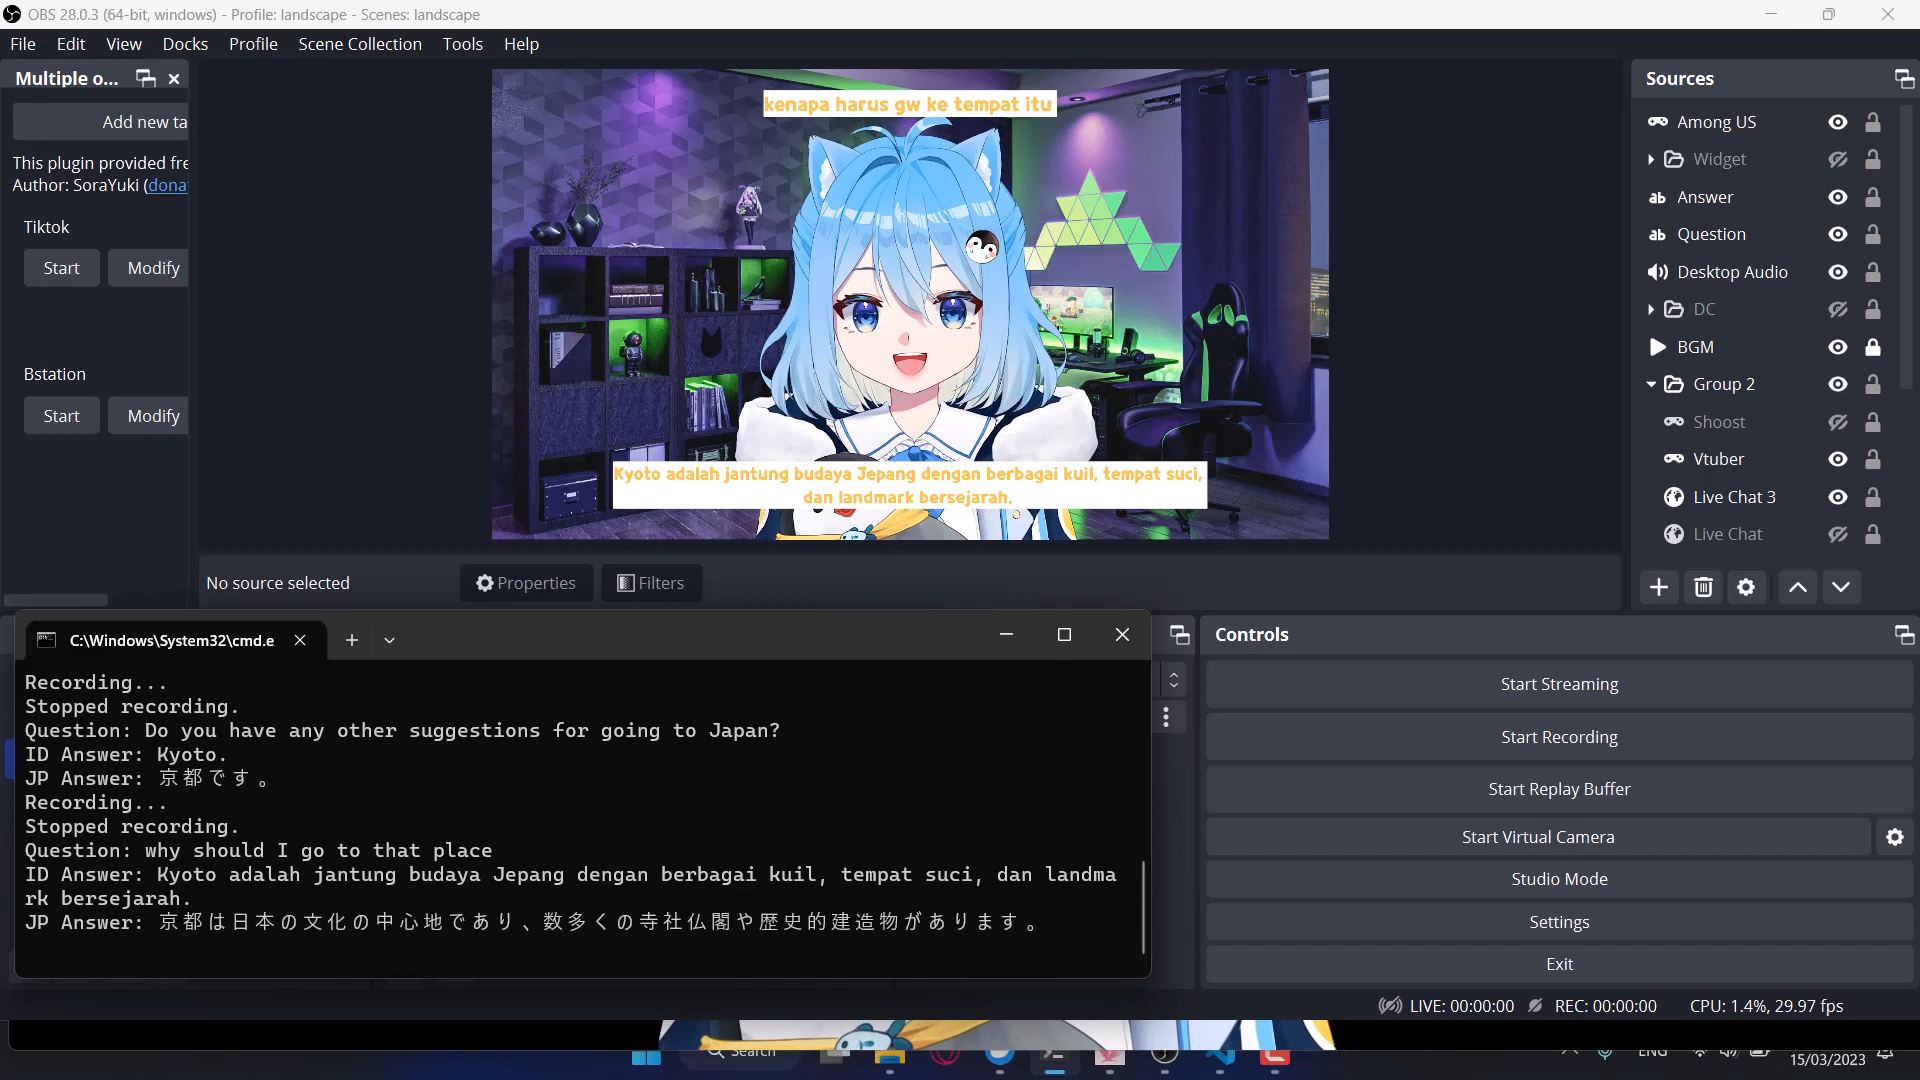 OBS 28.0.3 (64-bit, windows) - Profile: landscape - Scenes: landscape
File Edit View Docks Profile Scene Collection Tools Help
Multiple o...
Add new ta
This plugin provided fre
Author: SoraYuki (dona
Tiktok
Start Modify
Bstation
Start Modify
kenapa harus gw ke tempat itu
Kyoto adalah jantung budaya Jepang dengan berbagai kuil, tempat suci,
dan landmark bersejarah.
Sources
Among US
Widget
ab Answer
ab Question
Desktop Audio
DC
BGM
Group 2
Shoost
Vtuber
Live Chat 3
Live Chat
No source selected
Properties
Filters
C:\Windows\System32\cmd.e
Recording...
Stopped recording.
Question: Do you have any other suggestions for going to Japan?
ID Answer: Kyoto.
JP Answer: 京都です。
Recording...
Stopped recording.
Question: why should I go to that place
ID Answer: Kyoto adalah jantung budaya Jepang dengan berbagai kuil, tempat suci, dan landma
rk bersejarah.
JP Answer: 京都は日本の文化の中心地であり、数多くの寺社仏閣や歴史的建造物があります。
Controls
Start Streaming
Start Recording
Start Replay Buffer
Start Virtual Camera
Studio Mode
Settings
Exit
LIVE: 00:00:00 REC: 00:00:00 CPU: 1.4%, 29.97 fps
Search
ENG
15/03/2023